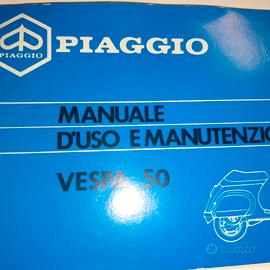 PIAGGIO
PIAGGIO
MANUALE
D'USO E MANUTENZIO
VESPA 50
subito